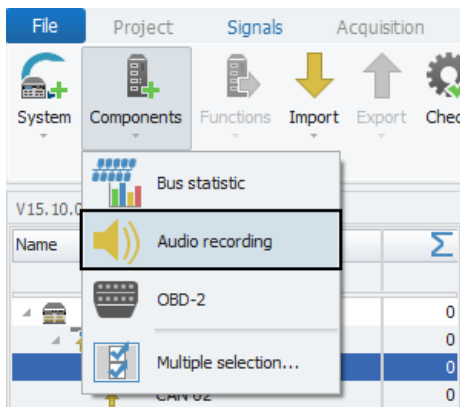 File Project Signals Acquisition
System Components Functions Import Export Chec
Bus statistic
V15.10.0
Name Audio recording Σ
OBD-2
0
0
Multiple selection...
0
CAN 02 0